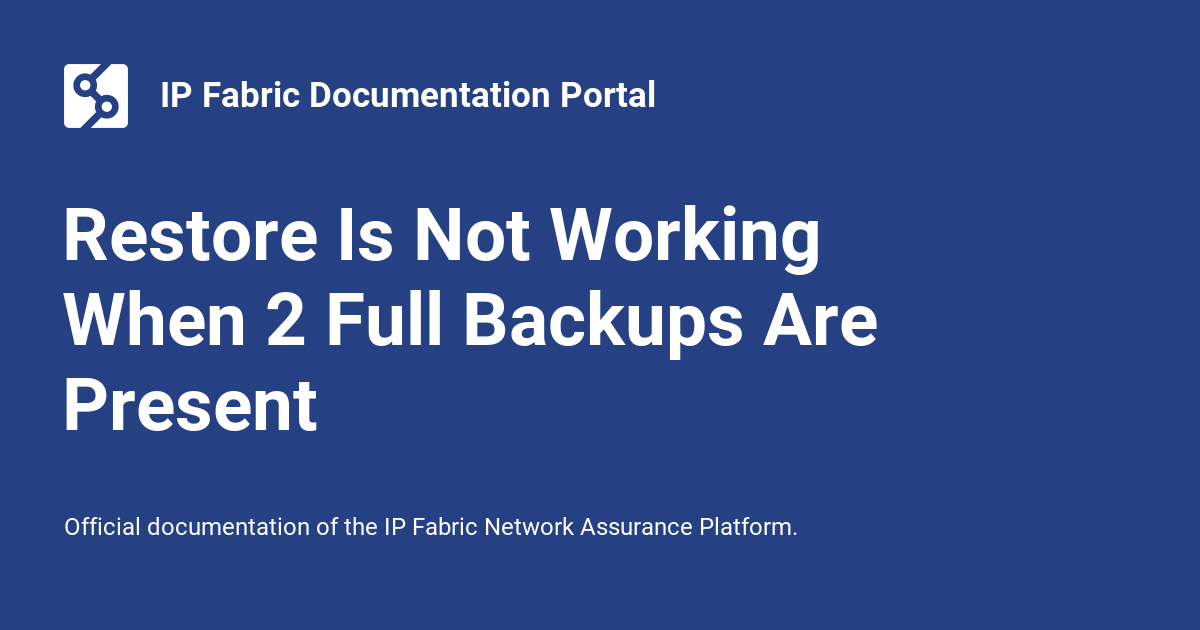 IP Fabric Documentation Portal
Restore Is Not Working
When 2 Full Backups Are
Present
Official documentation of the IP Fabric Network Assurance Platform.